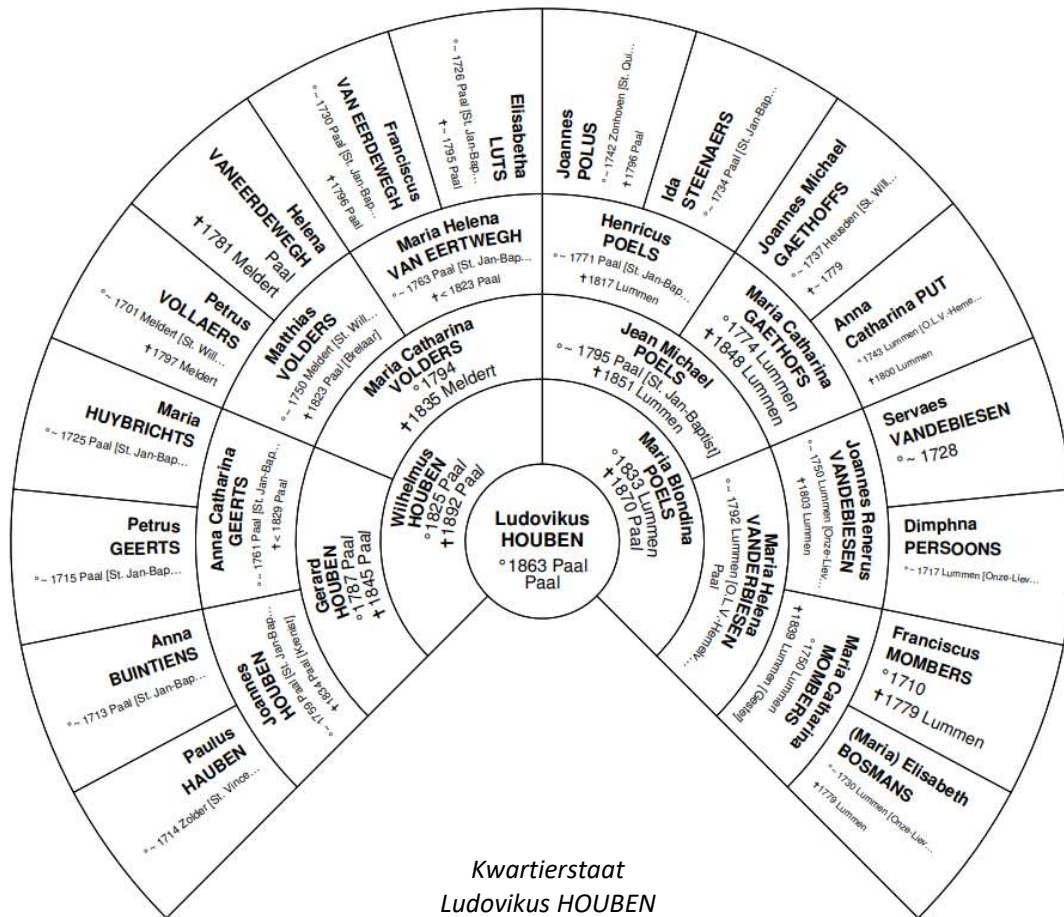 Ludovikus
HOUBEN
°1863 Paal
Paal
Wilhelmus
HOUBEN
°1825 Paal
✝1892 Paal
Maria Blondina
POELS
°1833 Lummen
✝1870 Paal
Gerard
HOUBEN
°1787 Paal
✝1845 Paal
Maria Catharina
VOLDERS
°1794
✝1835 Meldert
Jean Michael
POELS
°~ 1795 Paal [St. Jan-Baptist]
✝1851 Lummen
Maria Helena
VANDERBIESEN
°~ 1792 Lummen [O.L.V.-Hemelv…
Paal
Joannes
HOUBEN
°~ 1759 Paal [St. Jan-Bap…
✝1834 Paal [Krenst]
Anna Catharina
GEERTS
°~ 1761 Paal [St. Jan-Bap…
✝< 1829 Paal
Matthias
VOLDERS
°~ 1750 Meldert [St. Will…
✝1823 Paal [Brelaar]
Maria Helena
VAN EERTWEGH
°~ 1763 Paal [St. Jan-Bap…
✝< 1823 Paal
Henricus
POELS
°~ 1771 Paal [St. Jan-Bap…
✝1817 Lummen
Maria Catharina
GAETHOFS
°1774 Lummen
✝1848 Lummen
Joannes Renerus
VANDEBIESEN
°~ 1750 Lummen [Onze-Liev…
✝1803 Lummen
Maria Catharina
MOMBERS
°1750 Lummen
✝1839 Lummen [Gestel]
Paulus
HAUBEN
°~ 1714 Zolder [St. Vince…
Anna
BUINTIENS
°~ 1713 Paal [St. Jan-Bap…
Petrus
GEERTS
°~ 1715 Paal [St. Jan-Bap…
Maria
HUYBRICHTS
°~ 1725 Paal [St. Jan-Bap…
Petrus
VOLLAERS
°~ 1701 Meldert [St. Will…
✝1797 Meldert
Helena
VANEERDEWEGH
Paal
✝1781 Meldert
Franciscus
VAN EERDEWEGH
°~ 1730 Paal [St. Jan-Bap…
✝1796 Paal
Elisabetha
LUTS
°~ 1726 Paal [St. Jan-Bap…
✝~ 1795 Paal
Joannes
POLUS
°~ 1742 Zonhoven [St. Qui…
✝1796 Paal
Ida
STEENAERS
°~ 1734 Paal [St. Jan-Bap…
Joannes Michael
GAETHOFFS
°~ 1737 Heusden [St. Will…
✝~ 1779
Anna
Catharina PUT
°1743 Lummen [O.L.V.-Heme…
✝1800 Lummen
Servaes
VANDEBIESEN
°~ 1728
Dimphna
PERSOONS
°~ 1717 Lummen [Onze-Liev…
Franciscus
MOMBERS
°1710
✝1779 Lummen
(Maria) Elisabeth
BOSMANS
°~ 1730 Lummen [Onze-Liev…
✝1779 Lummen
Kwartierstaat
Ludovikus HOUBEN